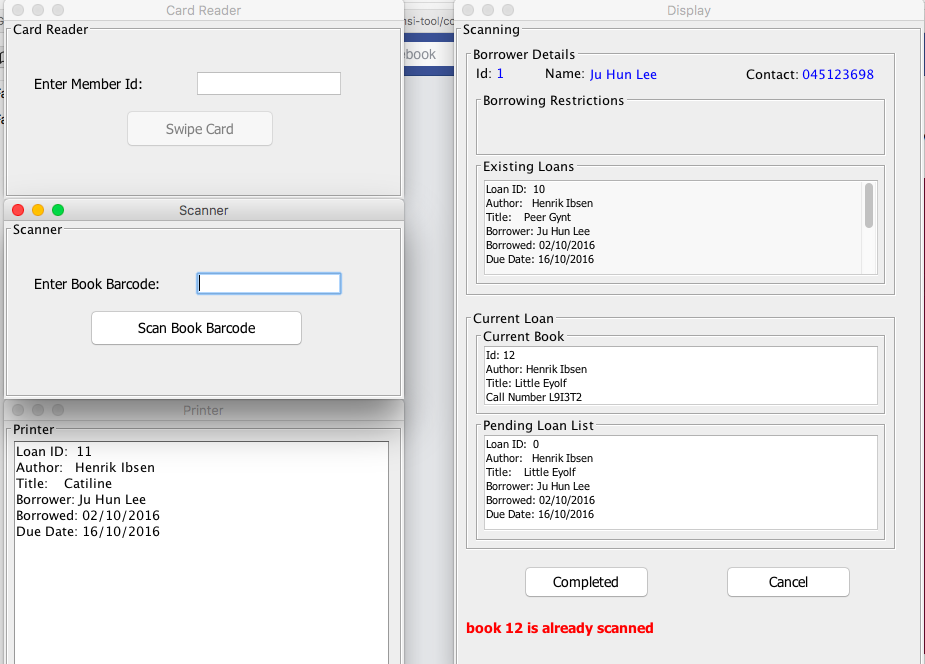 Card Reader
Card Reader
Enter Member Id:
Swipe Card
Scanner
Scanner
Enter Book Barcode:
Scan Book Barcode
Printer
Printer
Loan ID: 11
Author: Henrik Ibsen
Title: Catiline
Borrower: Ju Hun Lee
Borrowed: 02/10/2016
Due Date: 16/10/2016
nsi-tool/co
ebook
Display
Scanning
Borrower Details
Id: 1 Name: Ju Hun Lee Contact: 045123698
Borrowing Restrictions
Existing Loans
Loan ID: 10
Author: Henrik Ibsen
Title: Peer Gynt
Borrower: Ju Hun Lee
Borrowed: 02/10/2016
Due Date: 16/10/2016
Current Loan
Current Book
Id: 12
Author: Henrik Ibsen
Title: Little Eyolf
Call Number L9I3T2
Pending Loan List
Loan ID: 0
Author: Henrik Ibsen
Title: Little Eyolf
Borrower: Ju Hun Lee
Borrowed: 02/10/2016
Due Date: 16/10/2016
Completed Cancel
book 12 is already scanned